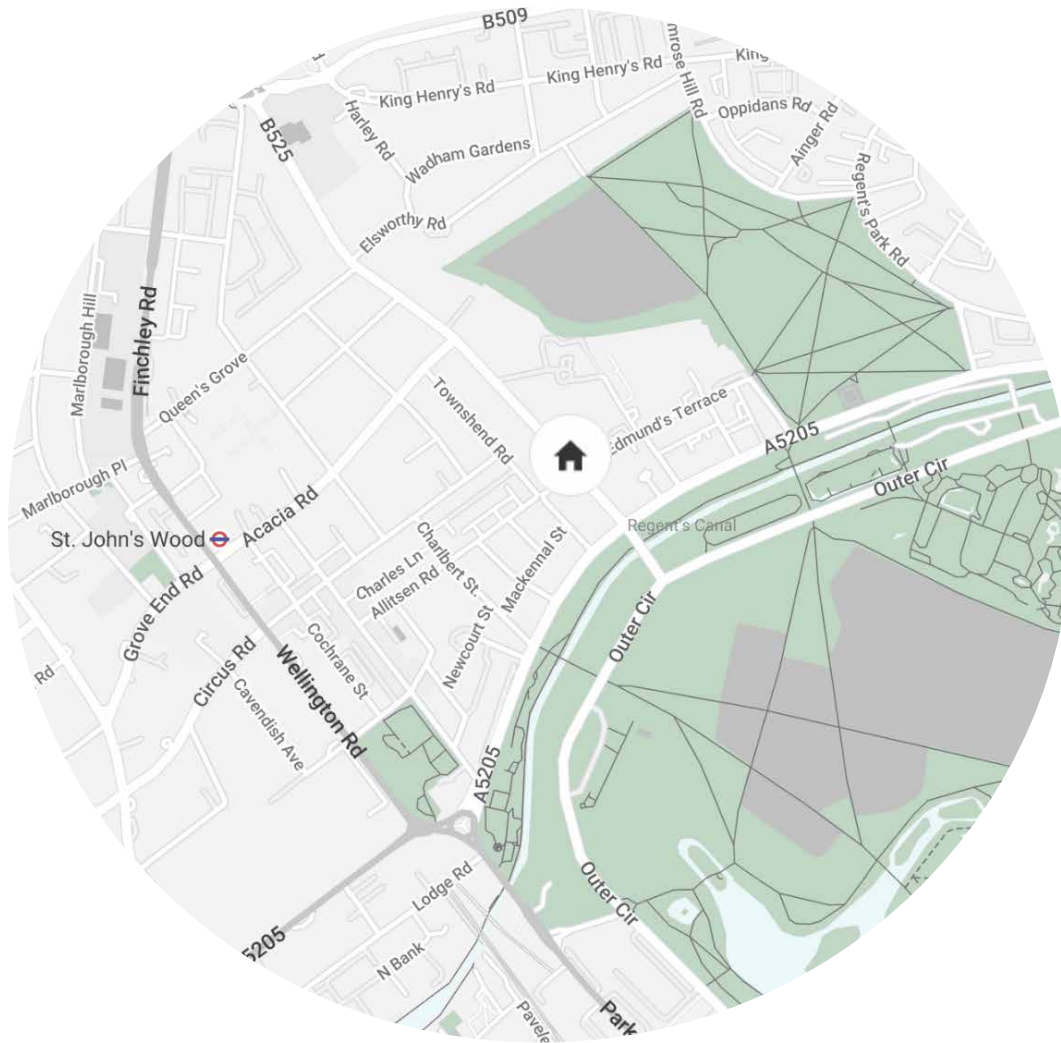 B509
King Henry's Rd
King Henry's Rd
Oppidans Rd
Ainger Rd
Harley Rd
B525
Wadham Gardens
Regent's Park Rd
Elsworthy Rd
Marlborough Hill
Finchley Rd
Queen's Grove
Townshend Rd
Edmund's Terrace
A5205
Marlborough Pl
Outer Cir
Acacia Rd
St. John's Wood
Regent's Canal
Charlbert St.
Mackennal St
Charles Ln
Allitsen Rd
Grove End Rd
Newcourt St
Outer Cir
Cochrane St
Circus Rd
Wellington Rd
Cavendish Ave
Rd
A5205
Lodge Rd
Outer Cir
5205
N Bank
Park